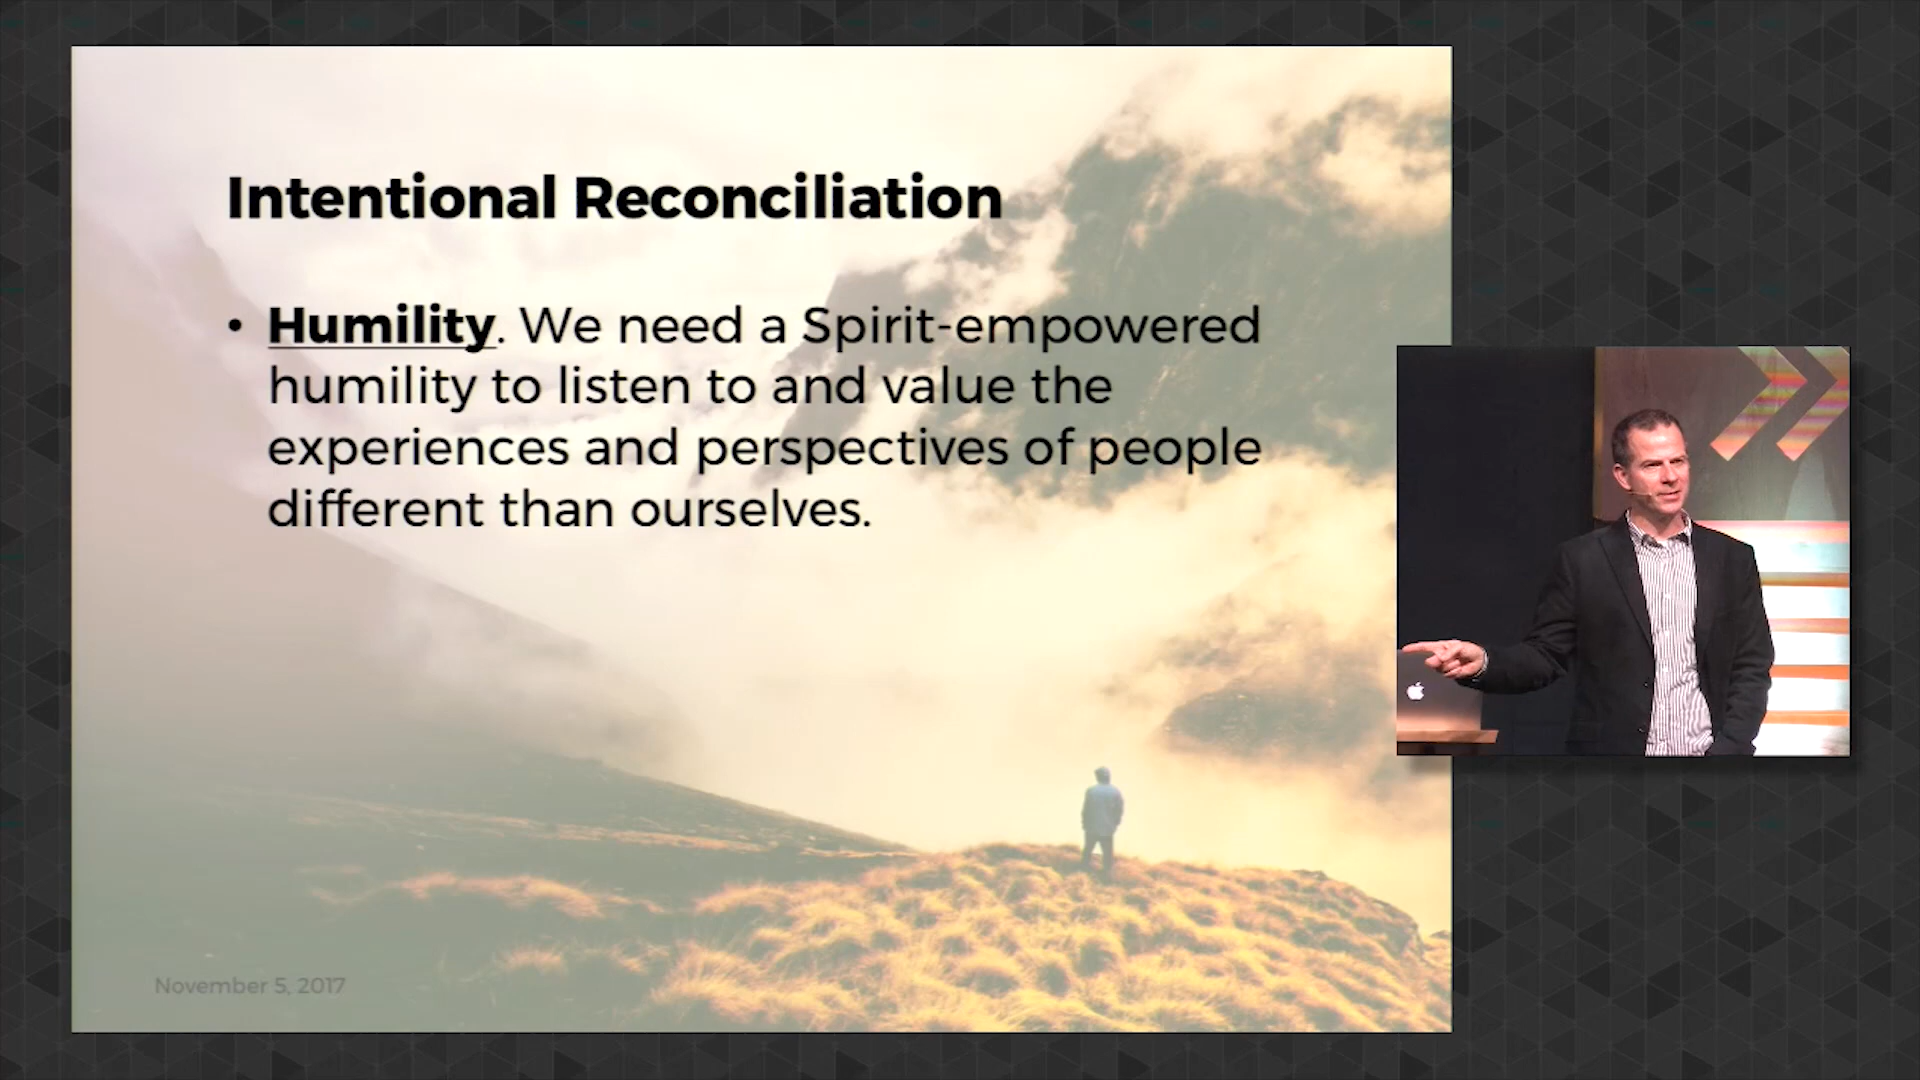 Intentional Reconciliation
• Humility. We need a Spirit-empowered
humility to listen to and value the
experiences and perspectives of people
different than ourselves.
November 5, 2017